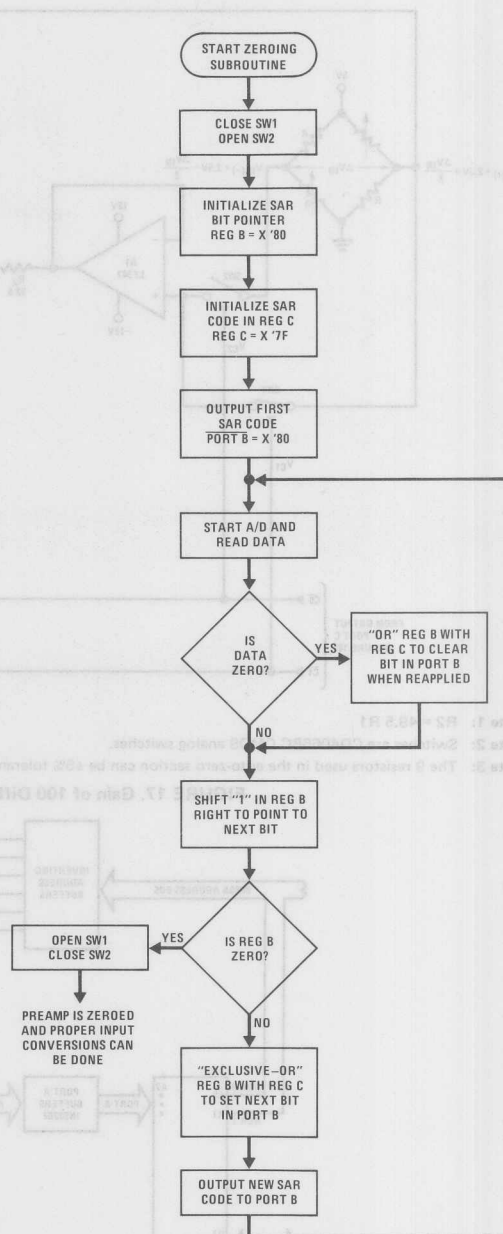 START ZEROING
SUBROUTINE
CLOSE SW1
OPEN SW2
INITIALIZE SAR
BIT POINTER
REG B = X '80
INITIALIZE SAR
CODE IN REG C
REG C = X '7F
OUTPUT FIRST
SAR CODE
PORT B = X '80
START A/D AND
READ DATA
IS
DATA
ZERO?
YES
"OR" REG B WITH
REG C TO CLEAR
BIT IN PORT B
WHEN REAPPLIED
NO
SHIFT "1" IN REG B
RIGHT TO POINT TO
NEXT BIT
IS REG B
ZERO?
YES
OPEN SW1
CLOSE SW2
PREAMP IS ZEROED
AND PROPER INPUT
CONVERSIONS CAN
BE DONE
NO
"EXCLUSIVE–OR"
REG B WITH REG C
TO SET NEXT BIT
IN PORT B
OUTPUT NEW SAR
CODE TO PORT B